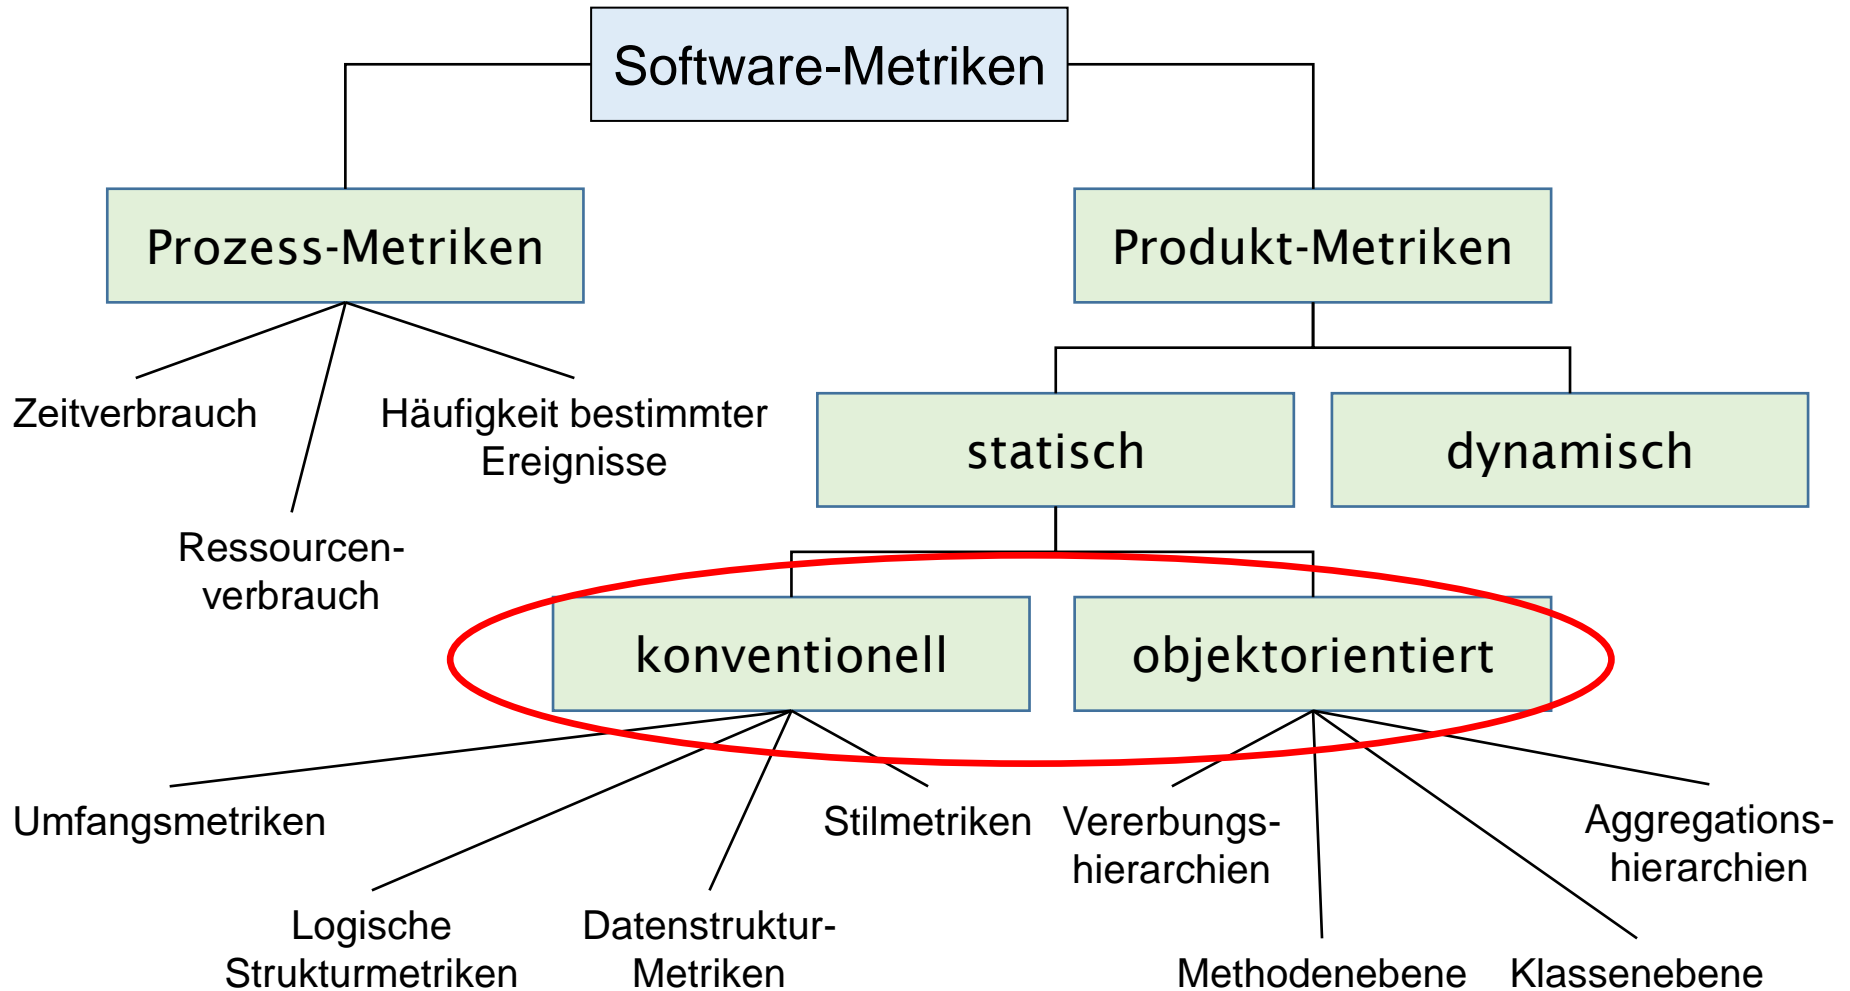 Software-Metriken
Prozess-Metriken
Produkt-Metriken
Zeitverbrauch
Häufigkeit bestimmter
Ereignisse
Ressourcen-
verbrauch
statisch
dynamisch
konventionell
objektorientiert
Umfangsmetriken
Logische
Strukturmetriken
Datenstruktur-
Metriken
Stilmetriken
Vererbungs-
hierarchien
Methodenebene
Klassenebene
Aggregations-
hierarchien